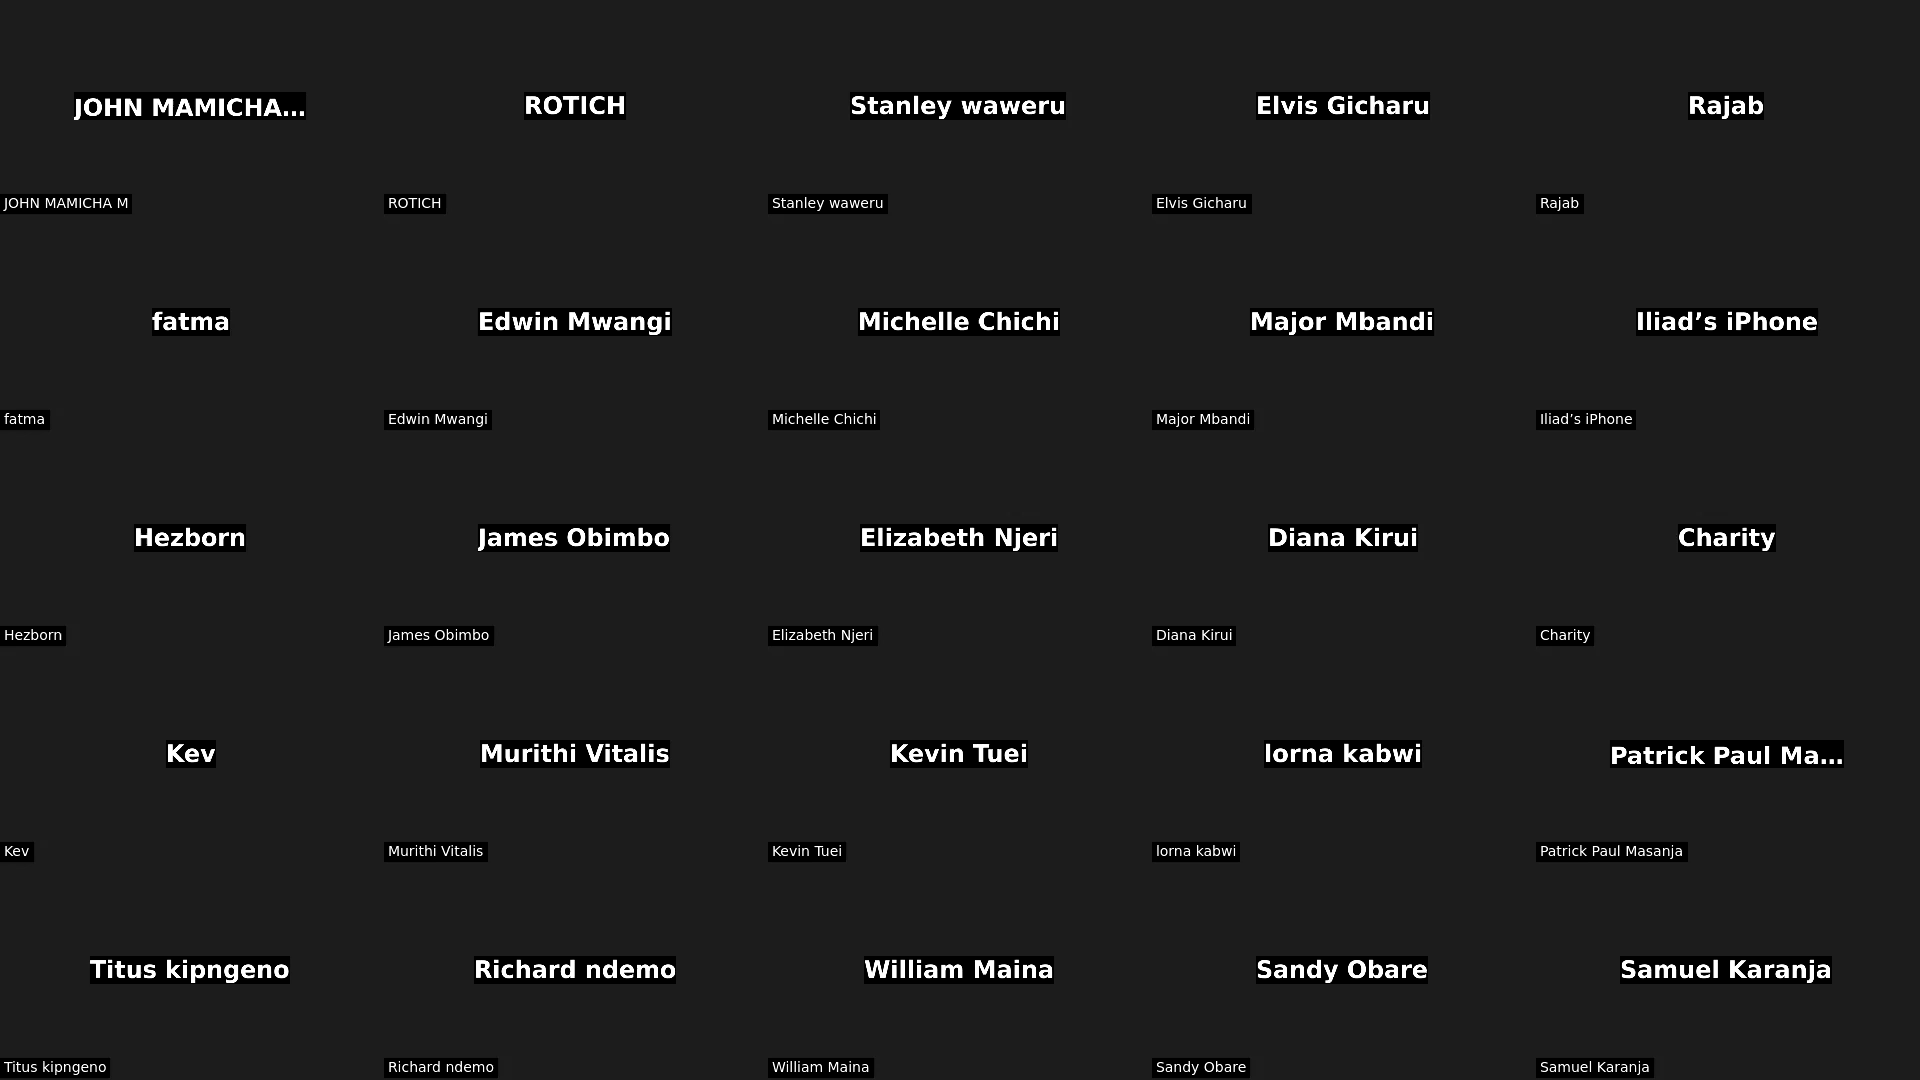 JOHN MAMICHA...
ROTICH
Stanley waweru
Elvis Gicharu
Rajab
JOHN MAMICHA M
ROTICH
Stanley waweru
Elvis Gicharu
Rajab
fatma
Edwin Mwangi
Michelle Chichi
Major Mbandi
Iliad’s iPhone
fatma
Edwin Mwangi
Michelle Chichi
Major Mbandi
Iliad’s iPhone
Hezborn
James Obimbo
Elizabeth Njeri
Diana Kirui
Charity
Hezborn
James Obimbo
Elizabeth Njeri
Diana Kirui
Charity
Kev
Murithi Vitalis
Kevin Tuei
lorna kabwi
Patrick Paul Ma...
Kev
Murithi Vitalis
Kevin Tuei
lorna kabwi
Patrick Paul Masanja
Titus kipngeno
Richard ndemo
William Maina
Sandy Obare
Samuel Karanja
Titus kipngeno
Richard ndemo
William Maina
Sandy Obare
Samuel Karanja